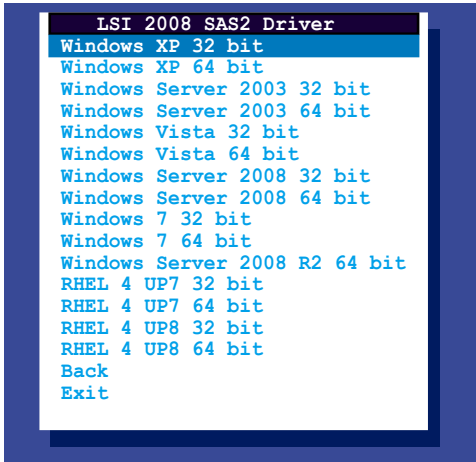 LSI 2008 SAS2 Driver
Windows XP 32 bit
Windows XP 64 bit
Windows Server 2003 32 bit
Windows Server 2003 64 bit
Windows Vista 32 bit
Windows Vista 64 bit
Windows Server 2008 32 bit
Windows Server 2008 64 bit
Windows 7 32 bit
Windows 7 64 bit
Windows Server 2008 R2 64 bit
RHEL 4 UP7 32 bit
RHEL 4 UP7 64 bit
RHEL 4 UP8 32 bit
RHEL 4 UP8 64 bit
Back
Exit